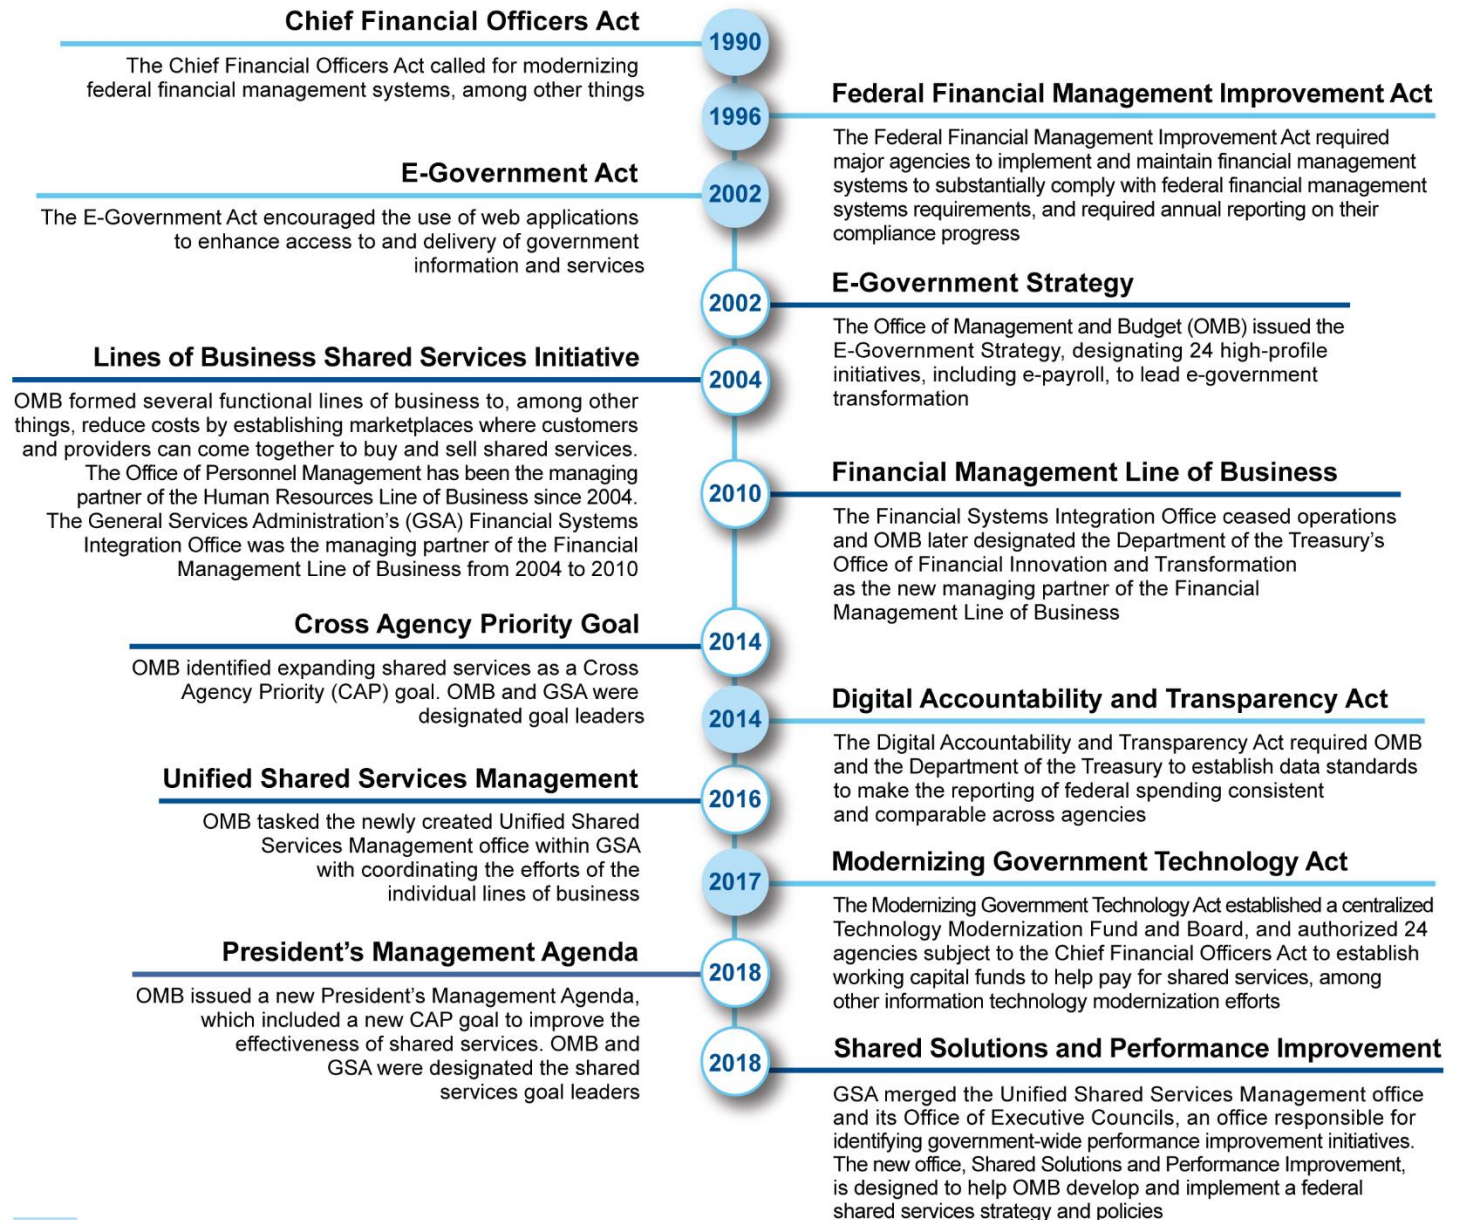 Chief Financial Officers Act
1990
The Chief Financial Officers Act called for modernizing
federal financial management systems, among other things
Federal Financial Management Improvement Act
1996
The Federal Financial Management Improvement Act required
major agencies to implement and maintain financial management
systems to substantially comply with federal financial management
systems requirements, and required annual reporting on their
compliance progress
E-Government Act
2002
The E-Government Act encouraged the use of web applications
to enhance access to and delivery of government
information and services
E-Government Strategy
2002
The Office of Management and Budget (OMB) issued the
E-Government Strategy, designating 24 high-profile
initiatives, including e-payroll, to lead e-government
transformation
Lines of Business Shared Services Initiative
2004
OMB formed several functional lines of business to, among other
things, reduce costs by establishing marketplaces where customers
and providers can come together to buy and sell shared services.
The Office of Personnel Management has been the managing
partner of the Human Resources Line of Business since 2004.
The General Services Administration's (GSA) Financial Systems
Integration Office was the managing partner of the Financial
Management Line of Business from 2004 to 2010
Financial Management Line of Business
2010
The Financial Systems Integration Office ceased operations
and OMB later designated the Department of the Treasury's
Office of Financial Innovation and Transformation
as the new managing partner of the Financial
Management Line of Business
Cross Agency Priority Goal
2014
OMB identified expanding shared services as a Cross
Agency Priority (CAP) goal. OMB and GSA were
designated goal leaders
Digital Accountability and Transparency Act
2014
The Digital Accountability and Transparency Act required OMB
and the Department of the Treasury to establish data standards
to make the reporting of federal spending consistent
and comparable across agencies
Unified Shared Services Management
2016
OMB tasked the newly created Unified Shared
Services Management office within GSA
with coordinating the efforts of the
individual lines of business
Modernizing Government Technology Act
2017
The Modernizing Government Technology Act established a centralized
Technology Modernization Fund and Board, and authorized 24
agencies subject to the Chief Financial Officers Act to establish
working capital funds to help pay for shared services, among
other information technology modernization efforts
President's Management Agenda
2018
OMB issued a new President's Management Agenda,
which included a new CAP goal to improve the
effectiveness of shared services. OMB and
GSA were designated the shared
services goal leaders
Shared Solutions and Performance Improvement
2018
GSA merged the Unified Shared Services Management office
and its Office of Executive Councils, an office responsible for
identifying government-wide performance improvement initiatives.
The new office, Shared Solutions and Performance Improvement,
is designed to help OMB develop and implement a federal
shared services strategy and policies